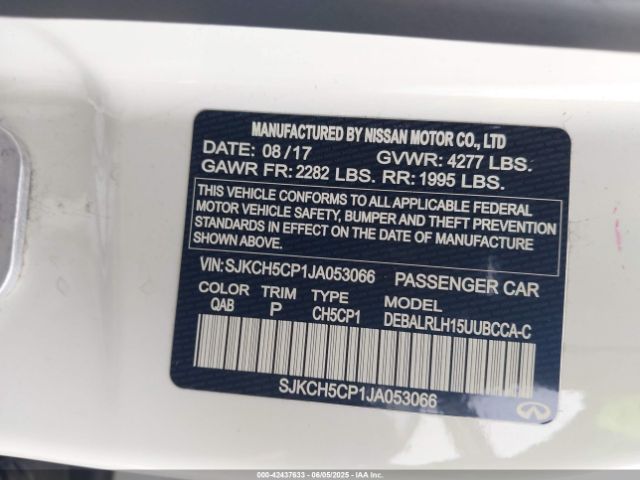 MANUFACTURED BY NISSAN MOTOR CO., LTD
DATE: 08/17 GVWR: 4277 LBS.
GAWR FR: 2282 LBS. RR: 1995 LBS.
THIS VEHICLE CONFORMS TO ALL APPLICABLE FEDERAL
MOTOR VEHICLE SAFETY, BUMPER AND THEFT PREVENTION
STANDARDS IN EFFECT ON THE DATE OF MANUFACTURE
SHOWN ABOVE.
VIN: SJKCH5CP1JA053066 PASSENGER CAR
COLOR TRIM TYPE MODEL
QAB P CH5CP1 DEBALRLH15UUBCCA-C
SJKCH5CP1JA053066
000-42437633 - 06/05/2025 - IAA Inc.